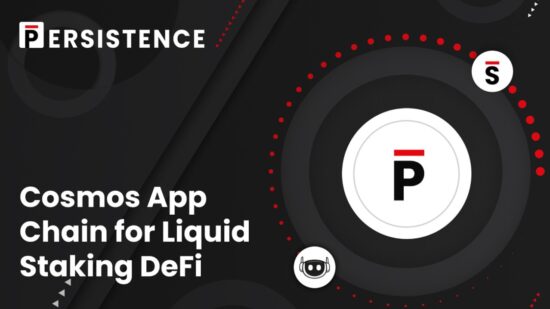 PERSISTENCE
S
P
Cosmos App
Chain for Liquid
Staking DeFi